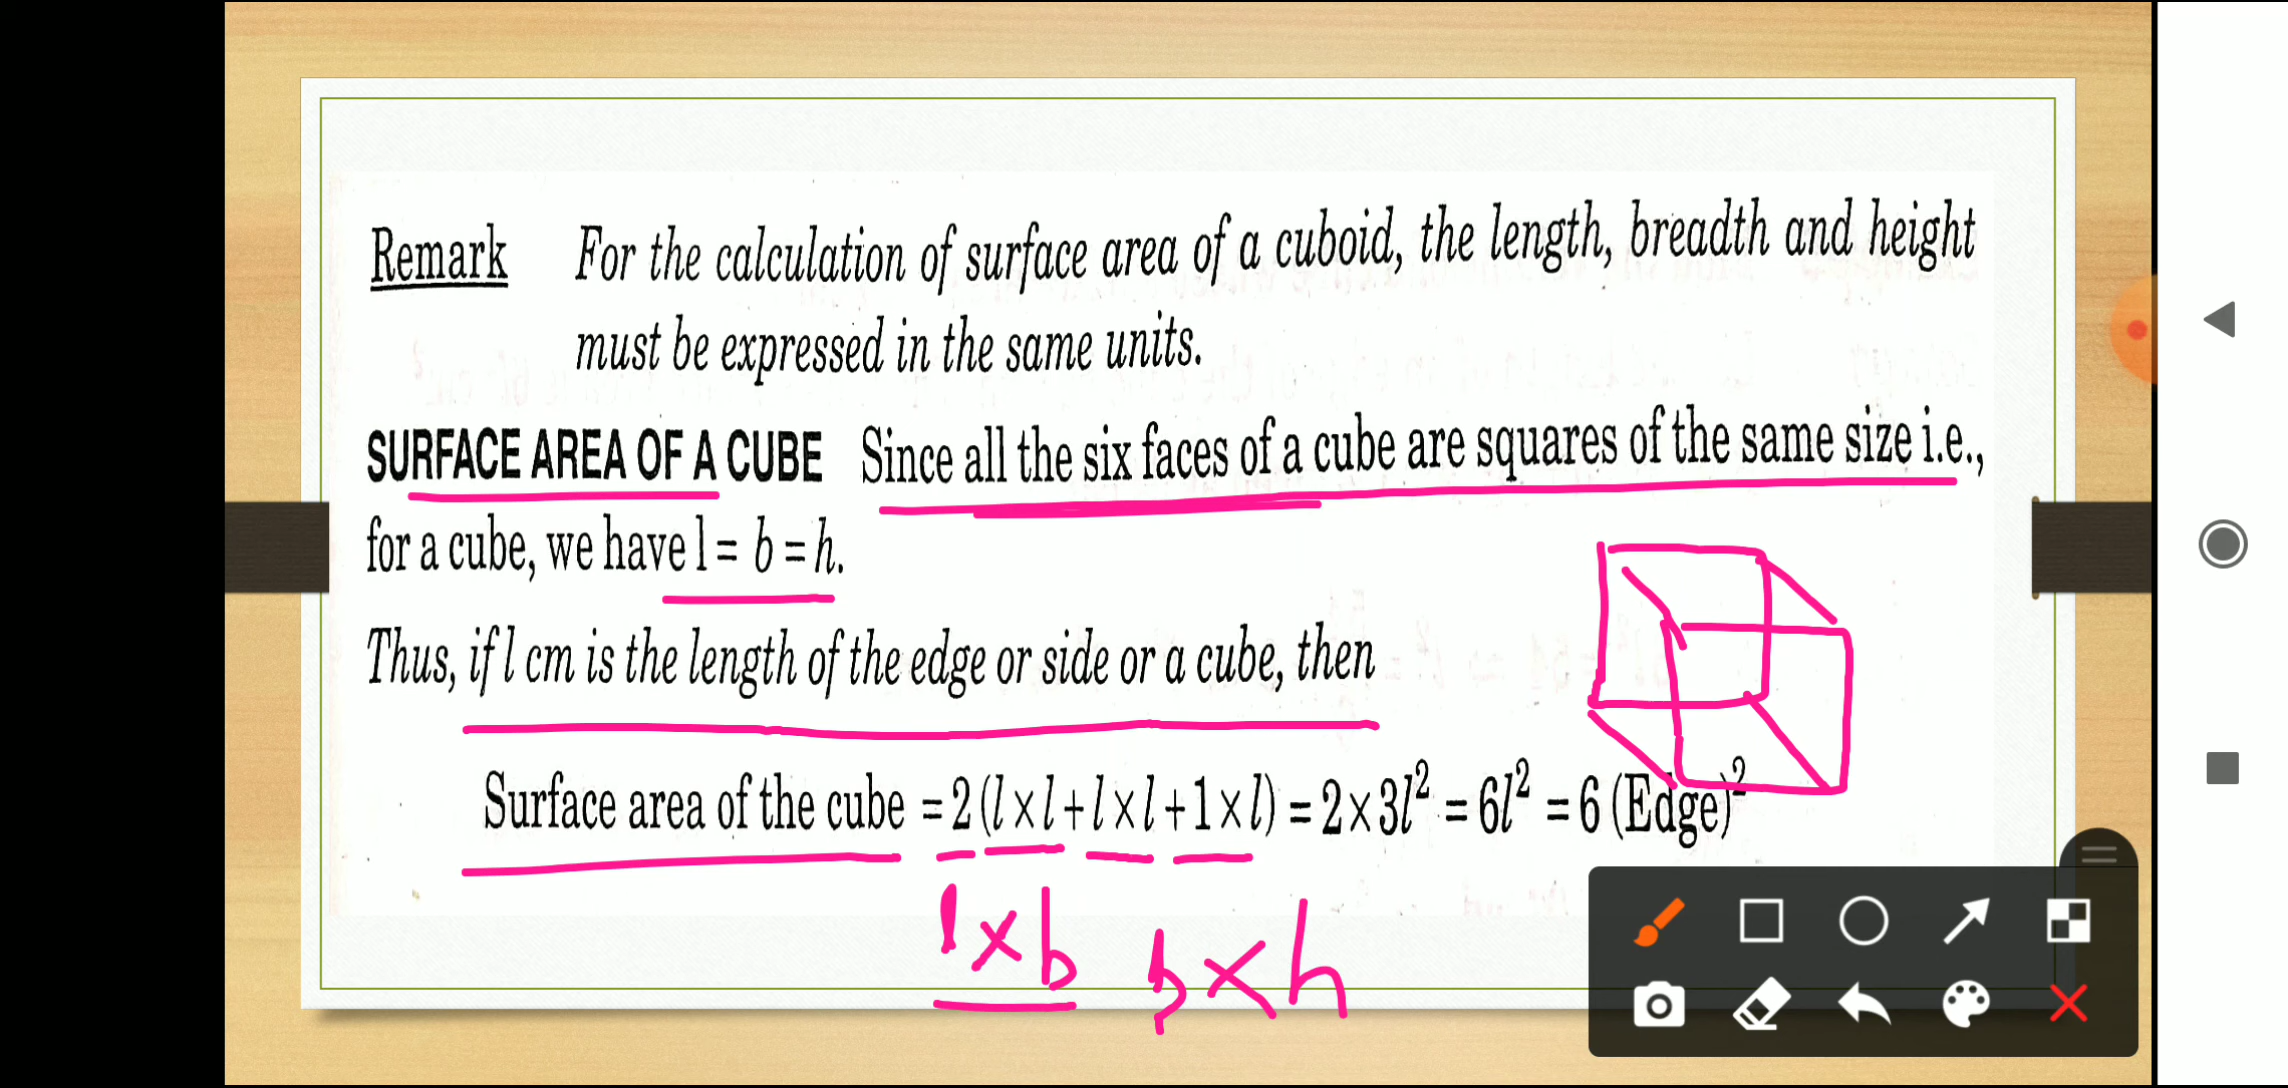 Remark For the calculation of surface area of a cuboid, the length, breadth and height
must be expressed in the same units.
SURFACE AREA OF A CUBE Since all the six faces of a cube are squares of the same size i.e.,
for a cube, we have l = b = h.
Thus, if l cm is the length of the edge or side or a cube, then
Surface area of the cube = 2 (l × l + l × l + 1 × l) = 2 × 3l² = 6l² = 6 (Edge)²
l × b b × h